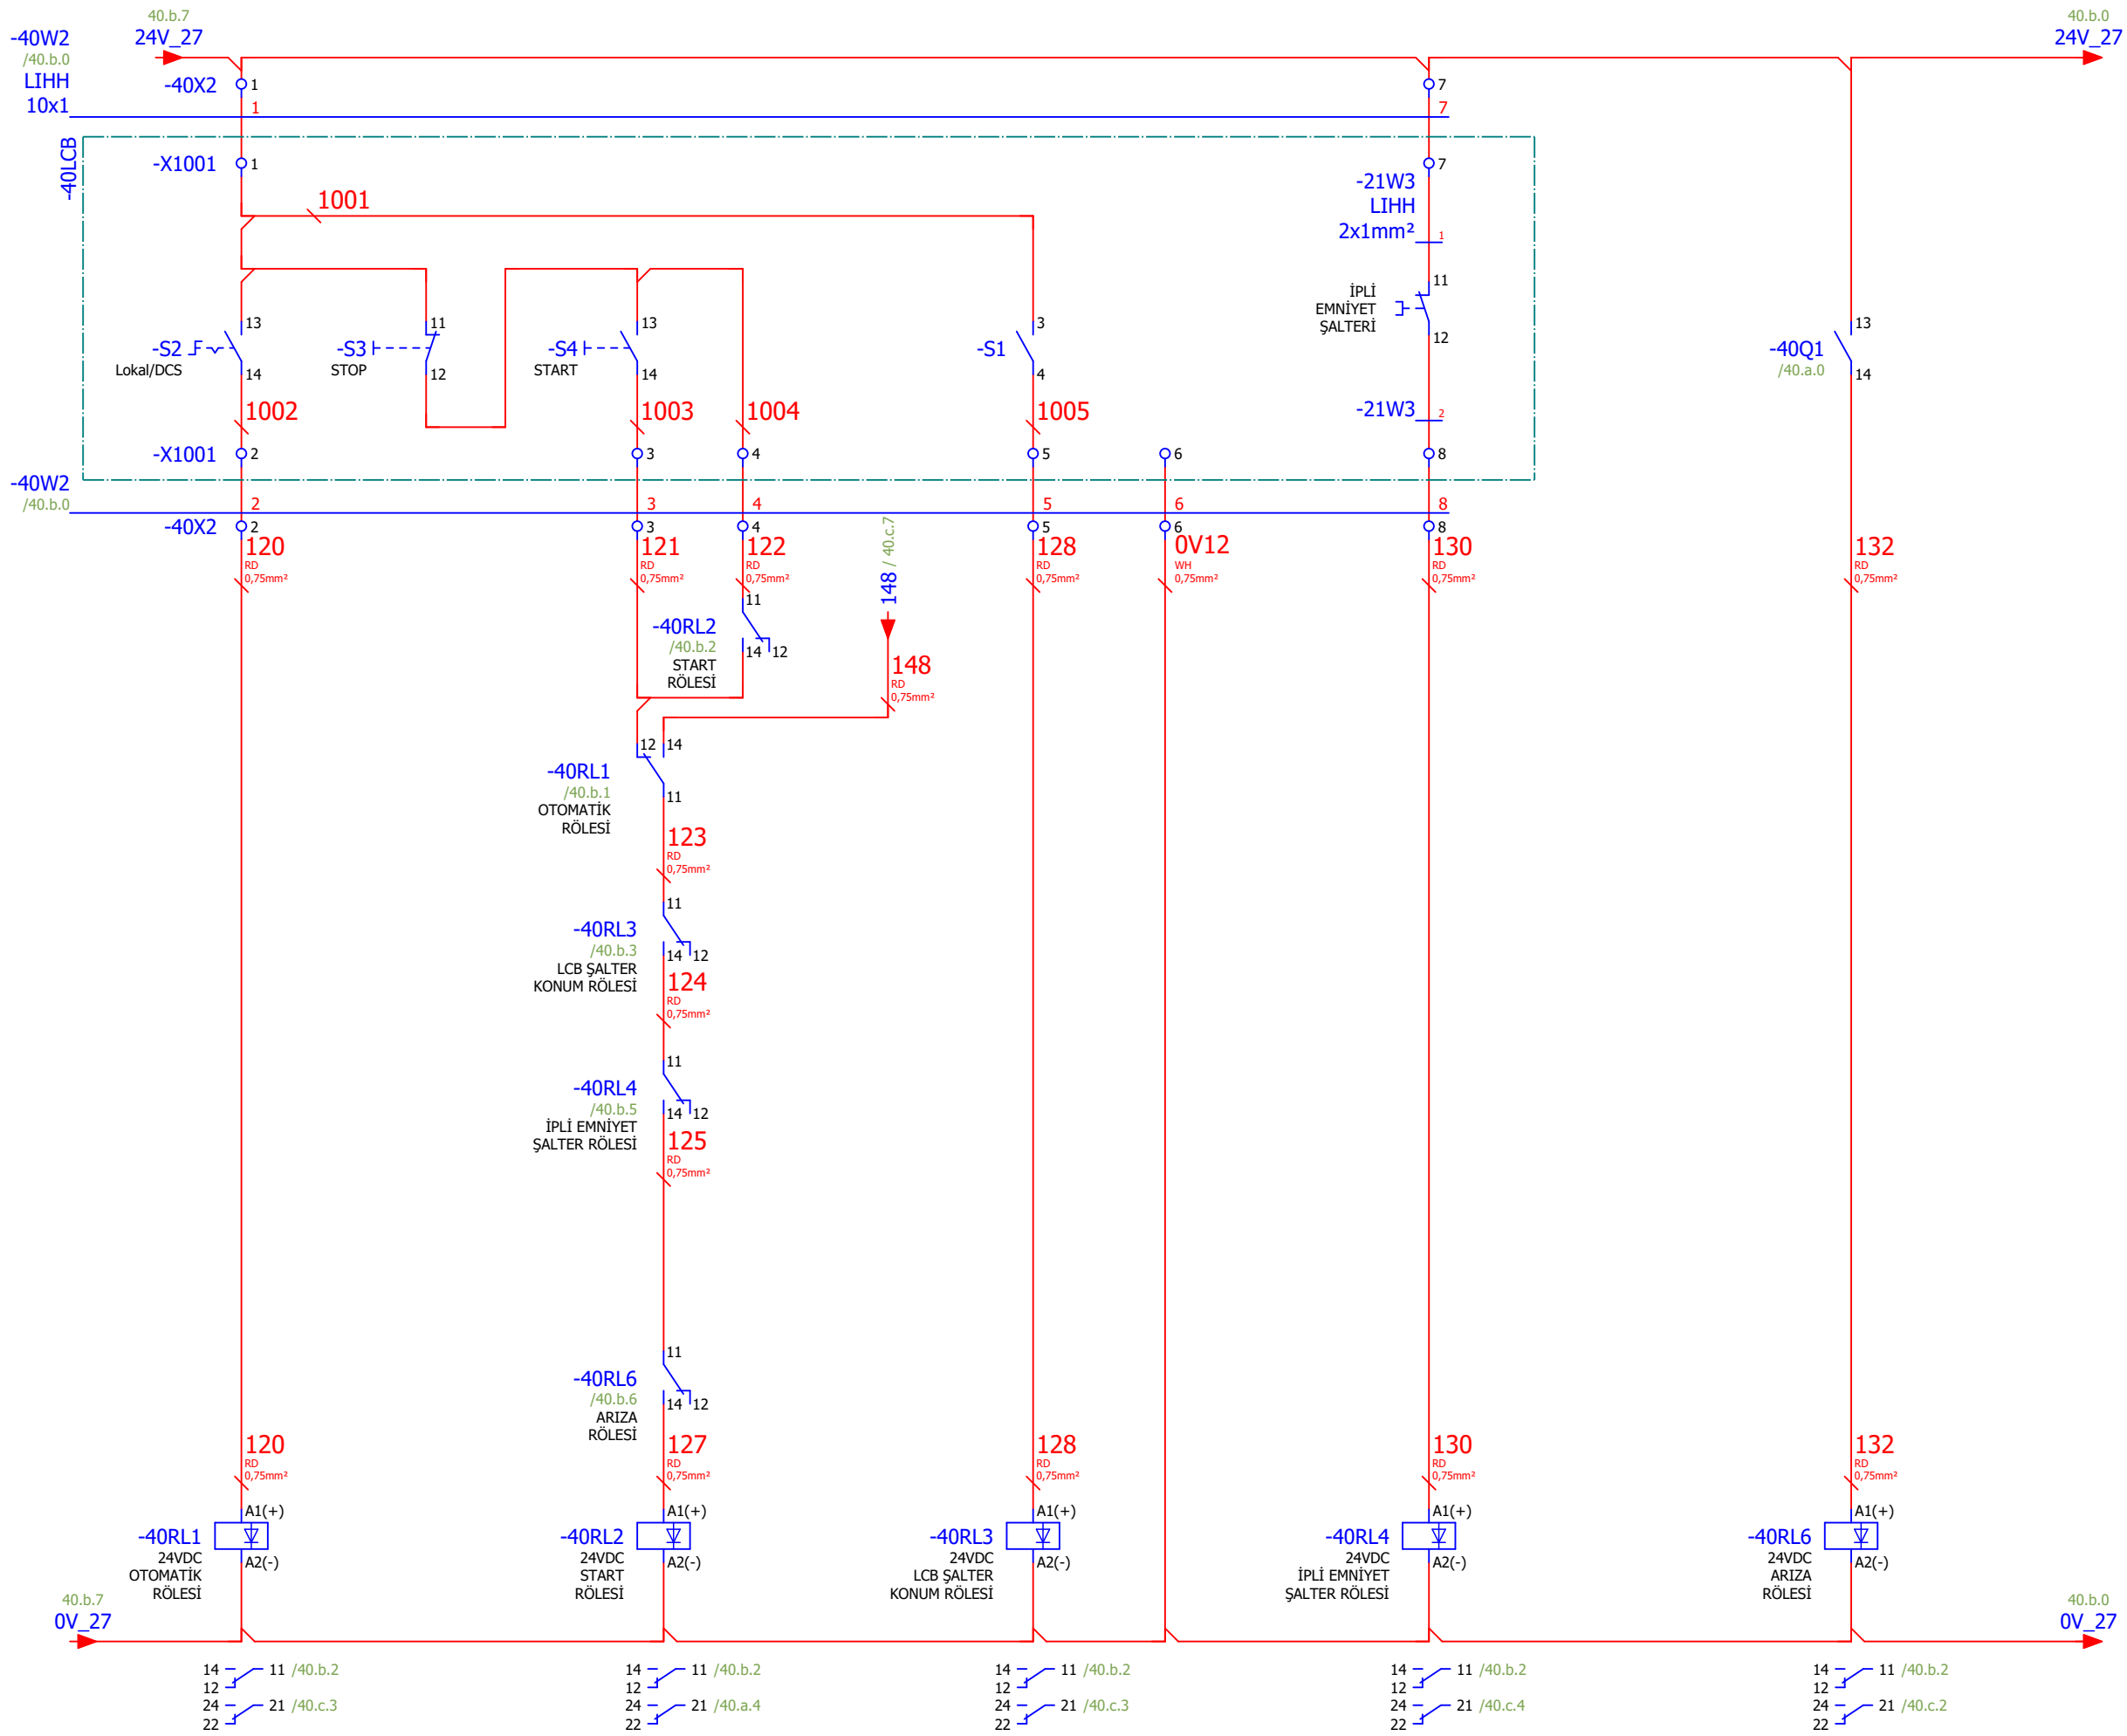 40.b.7
24V_27
40.b.0
24V_27
-40W2
/40.b.0
LIHH
10x1
-40X2
1
1
7
7
-40LCB
-X1001
1
7
1001
-21W3
LIHH
2x1mm²
1
-S2
Lokal/DCS
13
14
-S3
STOP
11
12
-S4
START
13
14
-S1
3
4
İPLİ
EMNİYET
ŞALTERİ
11
12
-40Q1
/40.a.0
13
14
1002
1003
1004
1005
-21W3
2
-X1001
2
3
4
5
6
8
-40W2
/40.b.0
2
3
4
5
6
8
-40X2
2
3
4
5
6
8
120
RD
0,75mm²
121
RD
0,75mm²
122
RD
0,75mm²
148 / 40.c.7
128
RD
0,75mm²
0V12
WH
0,75mm²
130
RD
0,75mm²
132
RD
0,75mm²
-40RL2
/40.b.2
START
RÖLESİ
11
14
12
148
RD
0,75mm²
-40RL1
/40.b.1
OTOMATİK
RÖLESİ
12
14
11
123
RD
0,75mm²
-40RL3
/40.b.3
LCB ŞALTER
KONUM RÖLESİ
11
14
12
124
RD
0,75mm²
-40RL4
/40.b.5
İPLİ EMNİYET
ŞALTER RÖLESİ
11
14
12
125
RD
0,75mm²
-40RL6
/40.b.6
ARIZA
RÖLESİ
11
14
12
120
RD
0,75mm²
127
RD
0,75mm²
128
RD
0,75mm²
130
RD
0,75mm²
132
RD
0,75mm²
-40RL1
24VDC
OTOMATİK
RÖLESİ
A1(+)
A2(-)
-40RL2
24VDC
START
RÖLESİ
A1(+)
A2(-)
-40RL3
24VDC
LCB ŞALTER
KONUM RÖLESİ
A1(+)
A2(-)
-40RL4
24VDC
İPLİ EMNİYET
ŞALTER RÖLESİ
A1(+)
A2(-)
-40RL6
24VDC
ARIZA
RÖLESİ
A1(+)
A2(-)
40.b.7
0V_27
40.b.0
0V_27
14 11 /40.b.2
12
24 21 /40.c.3
22
14 11 /40.b.2
12
24 21 /40.a.4
22
14 11 /40.b.2
12
24 21 /40.c.3
22
14 11 /40.b.2
12
24 21 /40.c.4
22
14 11 /40.b.2
12
24 21 /40.c.2
22